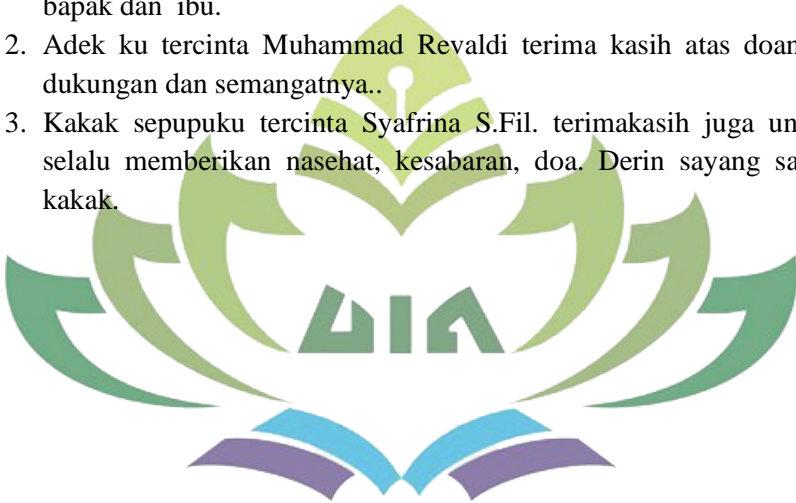 bapak dan ibu.
2. Adek ku tercinta Muhammad Revaldi terima kasih atas doan
dukungan dan semangatnya..
3. Kakak sepupuku tercinta Syafrina S.Fil. terimakasih juga un
selalu memberikan nasehat, kesabaran, doa. Derin sayang sa
kakak.
UIN